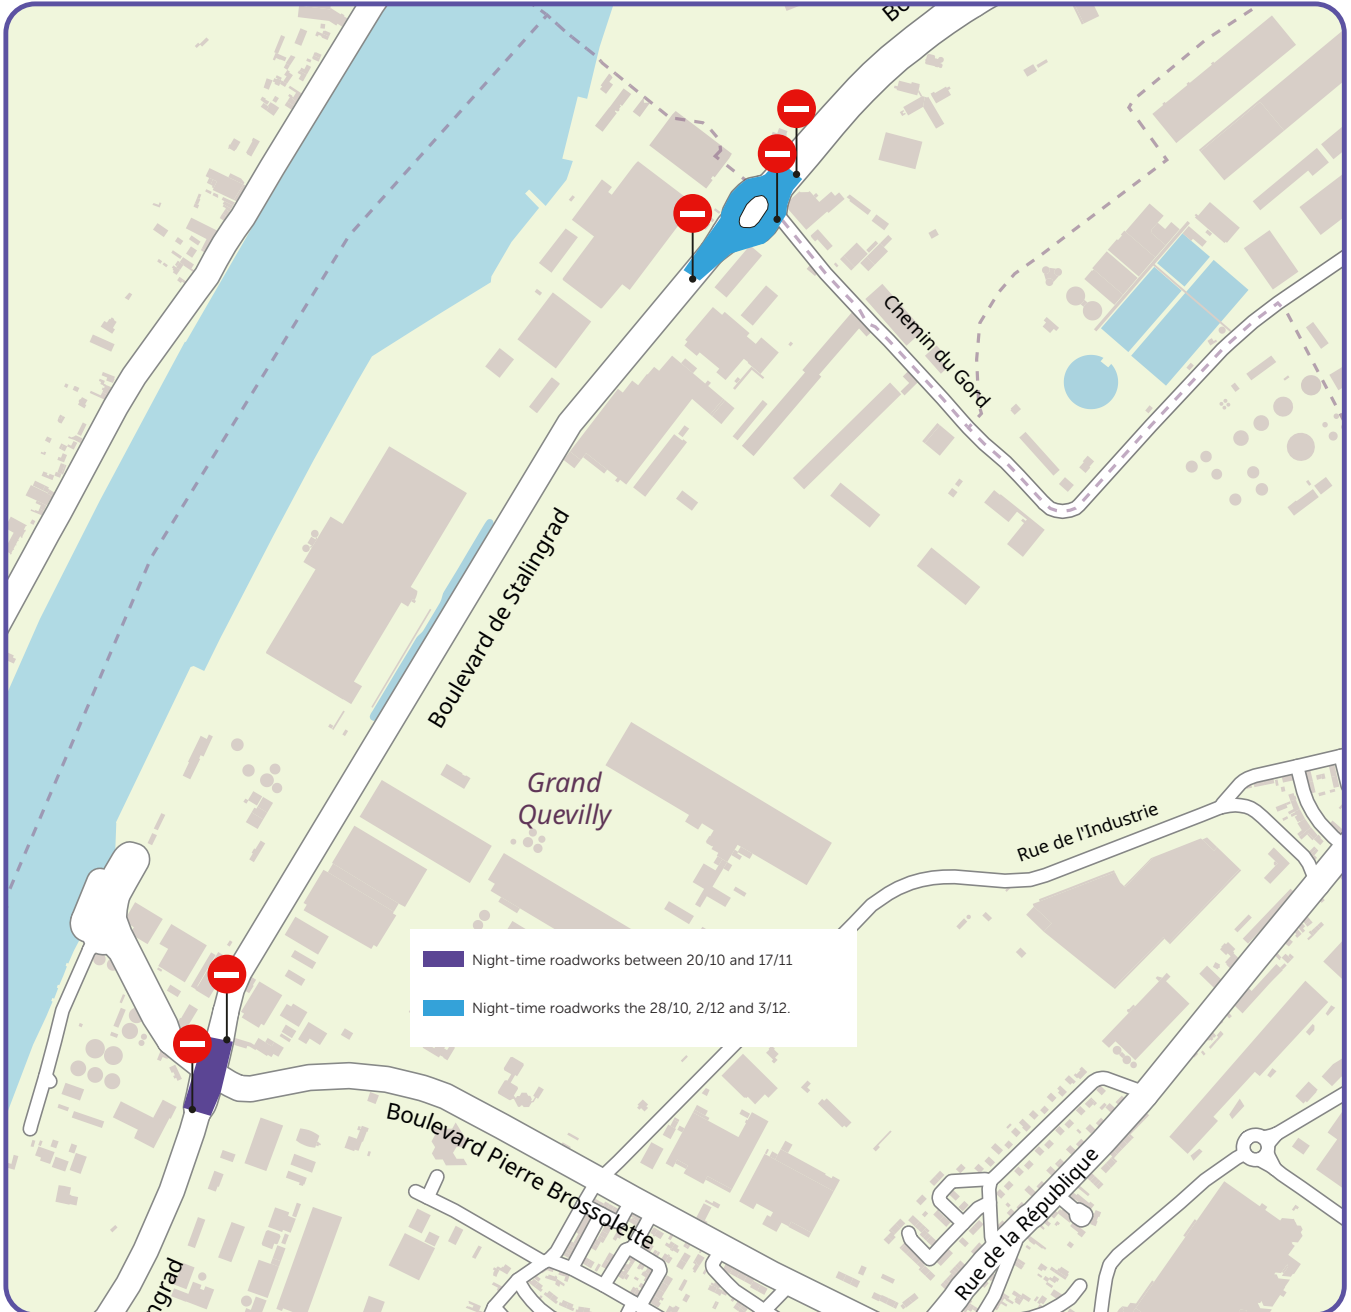 Chemin du Gord
Boulevard de Stalingrad
Grand
Quevilly
Rue de l'Industrie
Night-time roadworks between 20/10 and 17/11
Night-time roadworks the 28/10, 2/12 and 3/12.
Boulevard Pierre Brossolette
Rue de la République
ngrad